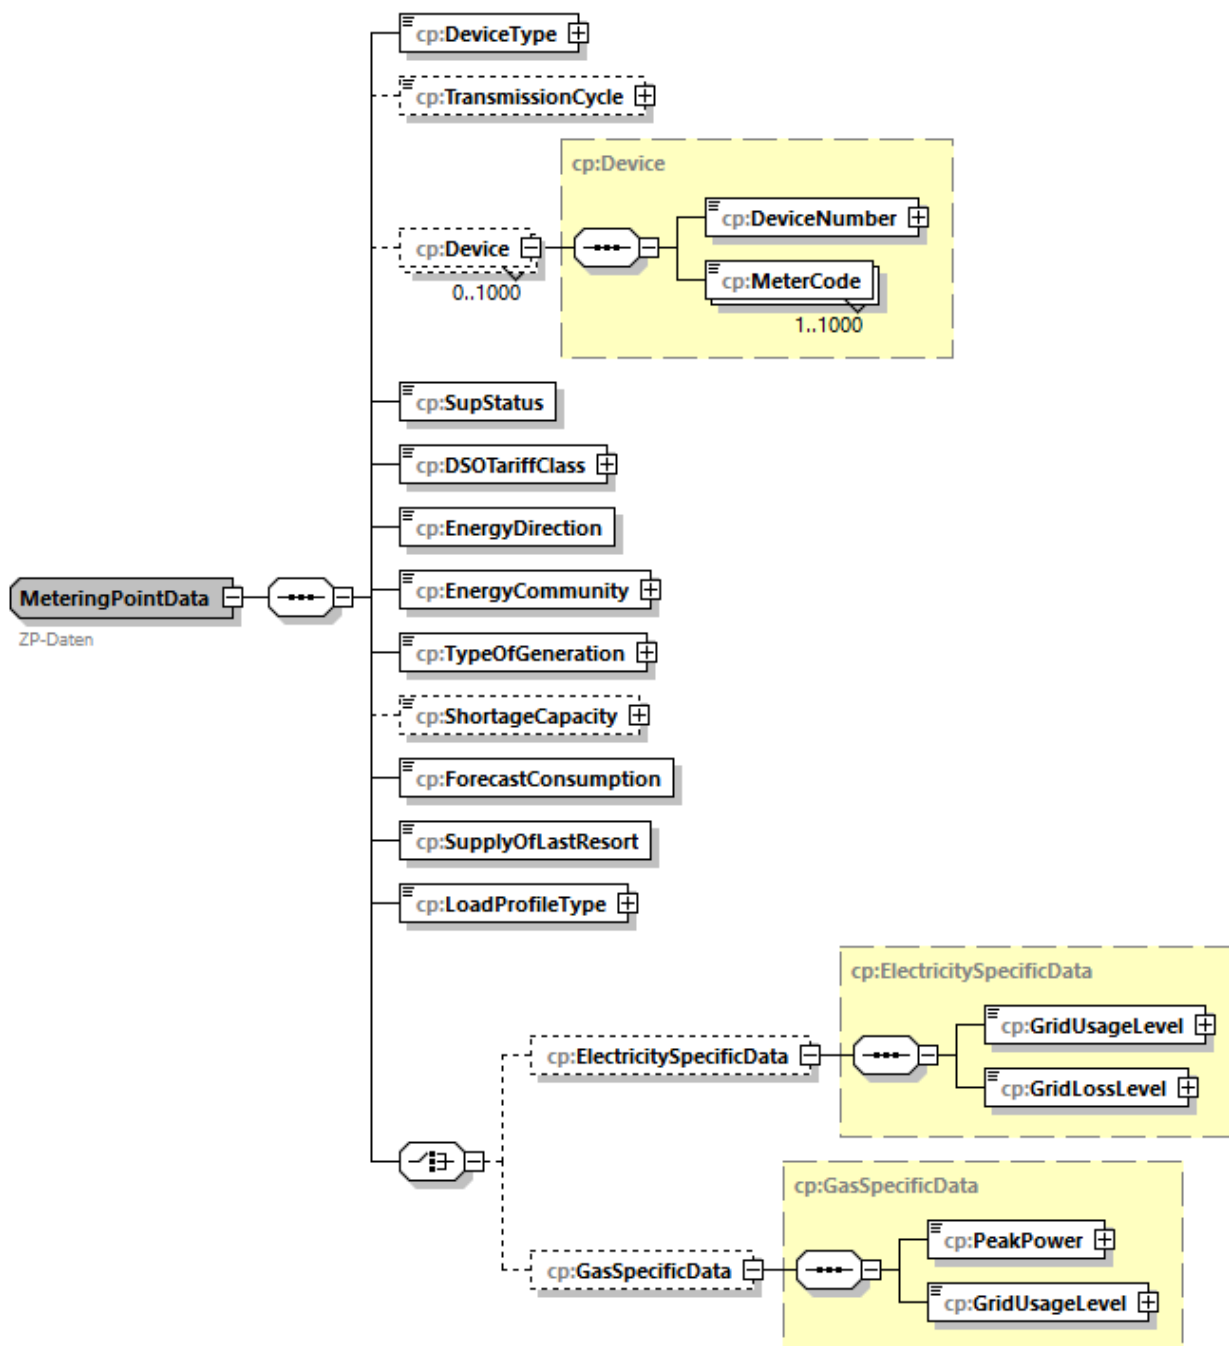 cp:DeviceType
cp:TransmissionCycle
cp:Device
cp:DeviceNumber
cp:Device
cp:MeterCode
0..1000
1..1000
cp:SupStatus
cp:DSOTariffClass
cp:EnergyDirection
cp:EnergyCommunity
MeteringPointData
ZP-Daten
cp:TypeOfGeneration
cp:ShortageCapacity
cp:ForecastConsumption
cp:SupplyOfLastResort
cp:LoadProfileType
cp:ElectricitySpecificData
cp:GridUsageLevel
cp:ElectricitySpecificData
cp:GridLossLevel
cp:GasSpecificData
cp:PeakPower
cp:GasSpecificData
cp:GridUsageLevel